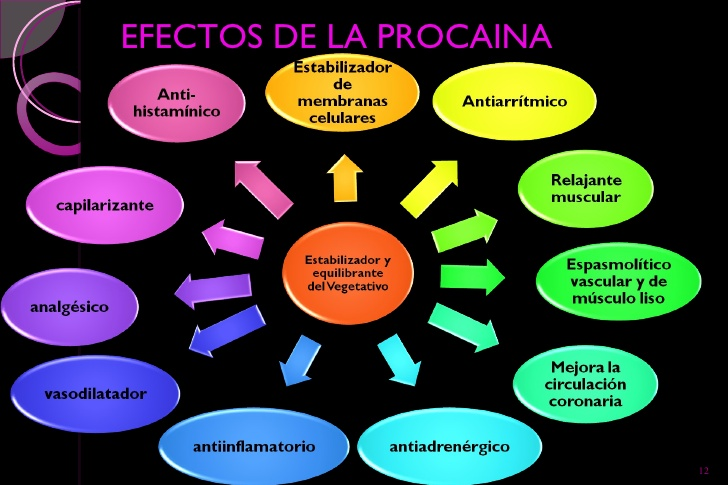 EFECTOS DE LA PROCAINA
Estabilizador
de
membranas
celulares
Antiarrítmico
Relajante
muscular
Espasmolítico
vascular y de
músculo liso
Mejora la
circulación
coronaria
antiadrenérgico
antiinflamatorio
vasodilatador
analgésico
capilarizante
Anti-
histamínico
Estabilizador y
equilibrante
del Vegetativo
12